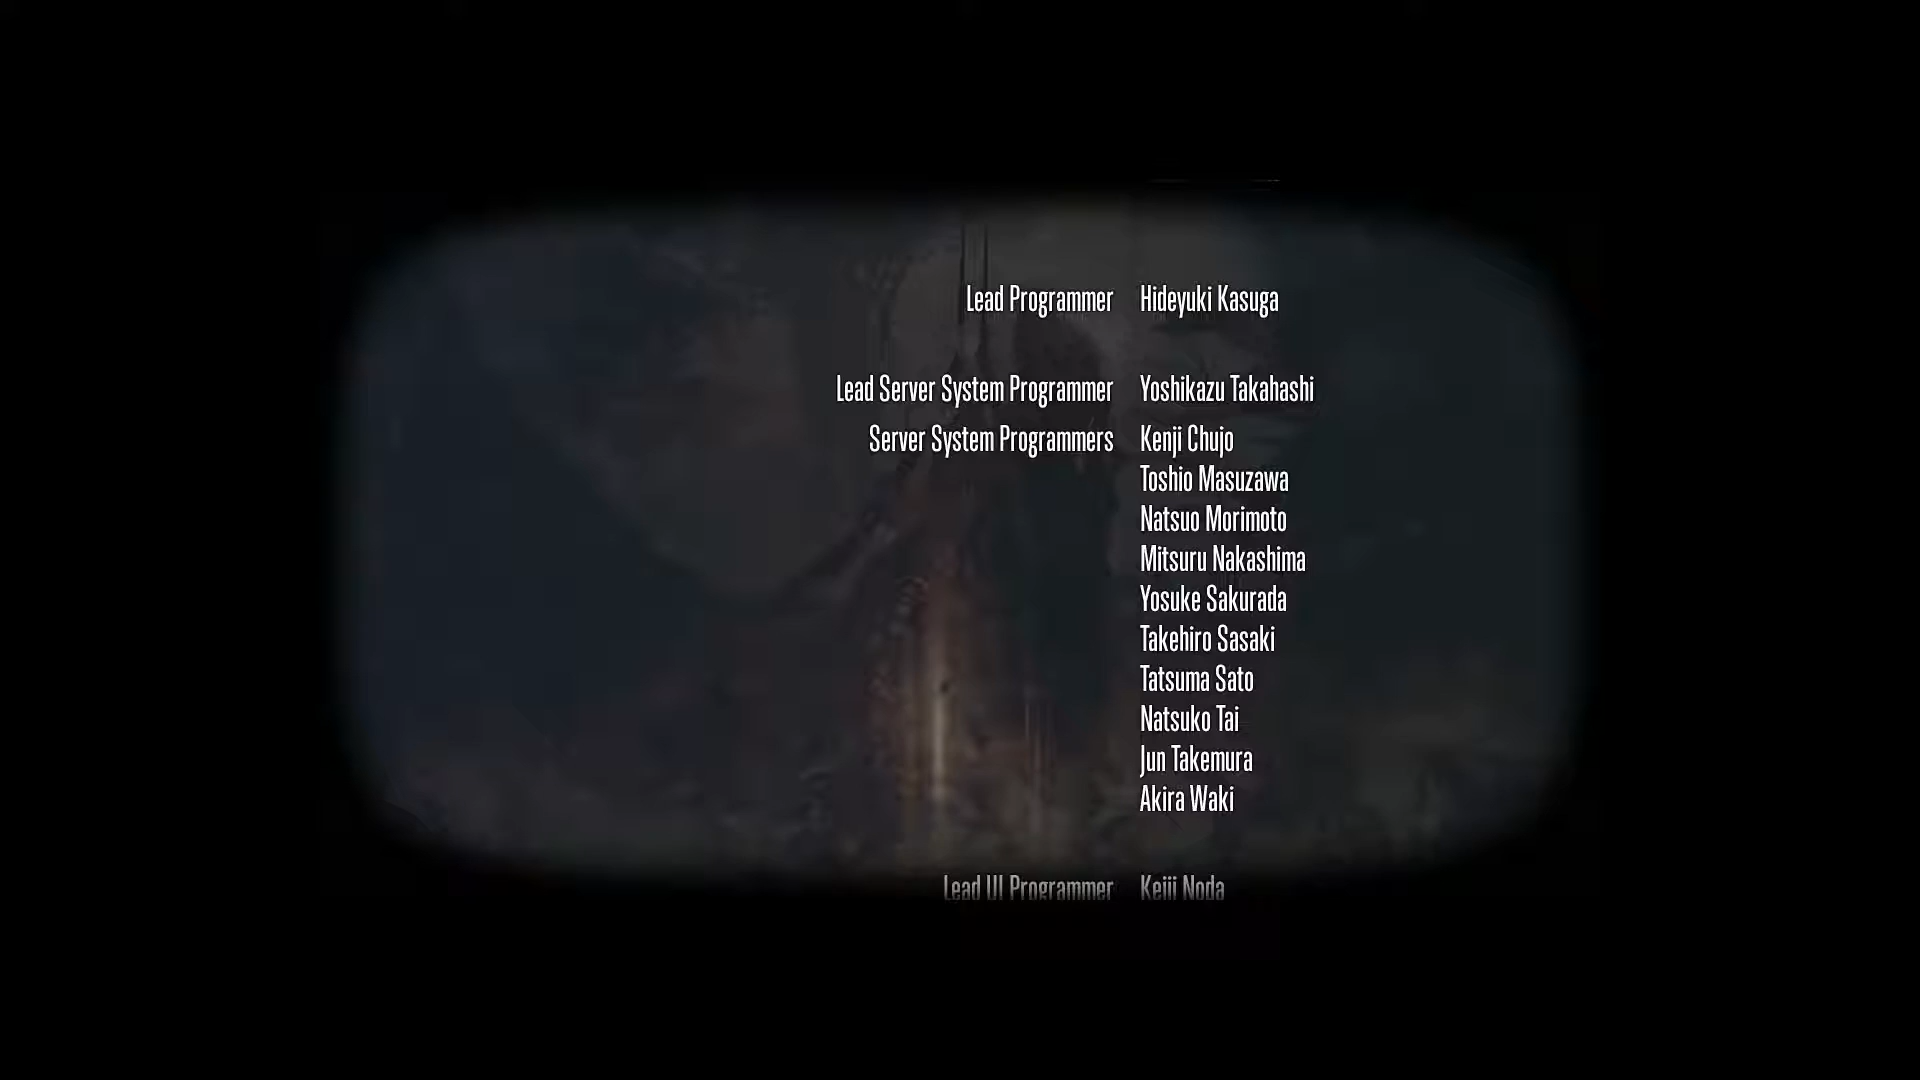 Lead Programmer Hideyuki Kasuga
Lead Server System Programmer Yoshikazu Takahashi
Server System Programmers Kenji Chujo
Toshio Masuzawa
Natsuo Morimoto
Mitsuru Nakashima
Yosuke Sakurada
Takehiro Sasaki
Tatsuma Sato
Natsuko Tai
Jun Takemura
Akira Waki
Lead UI Programmer Keiji Noda